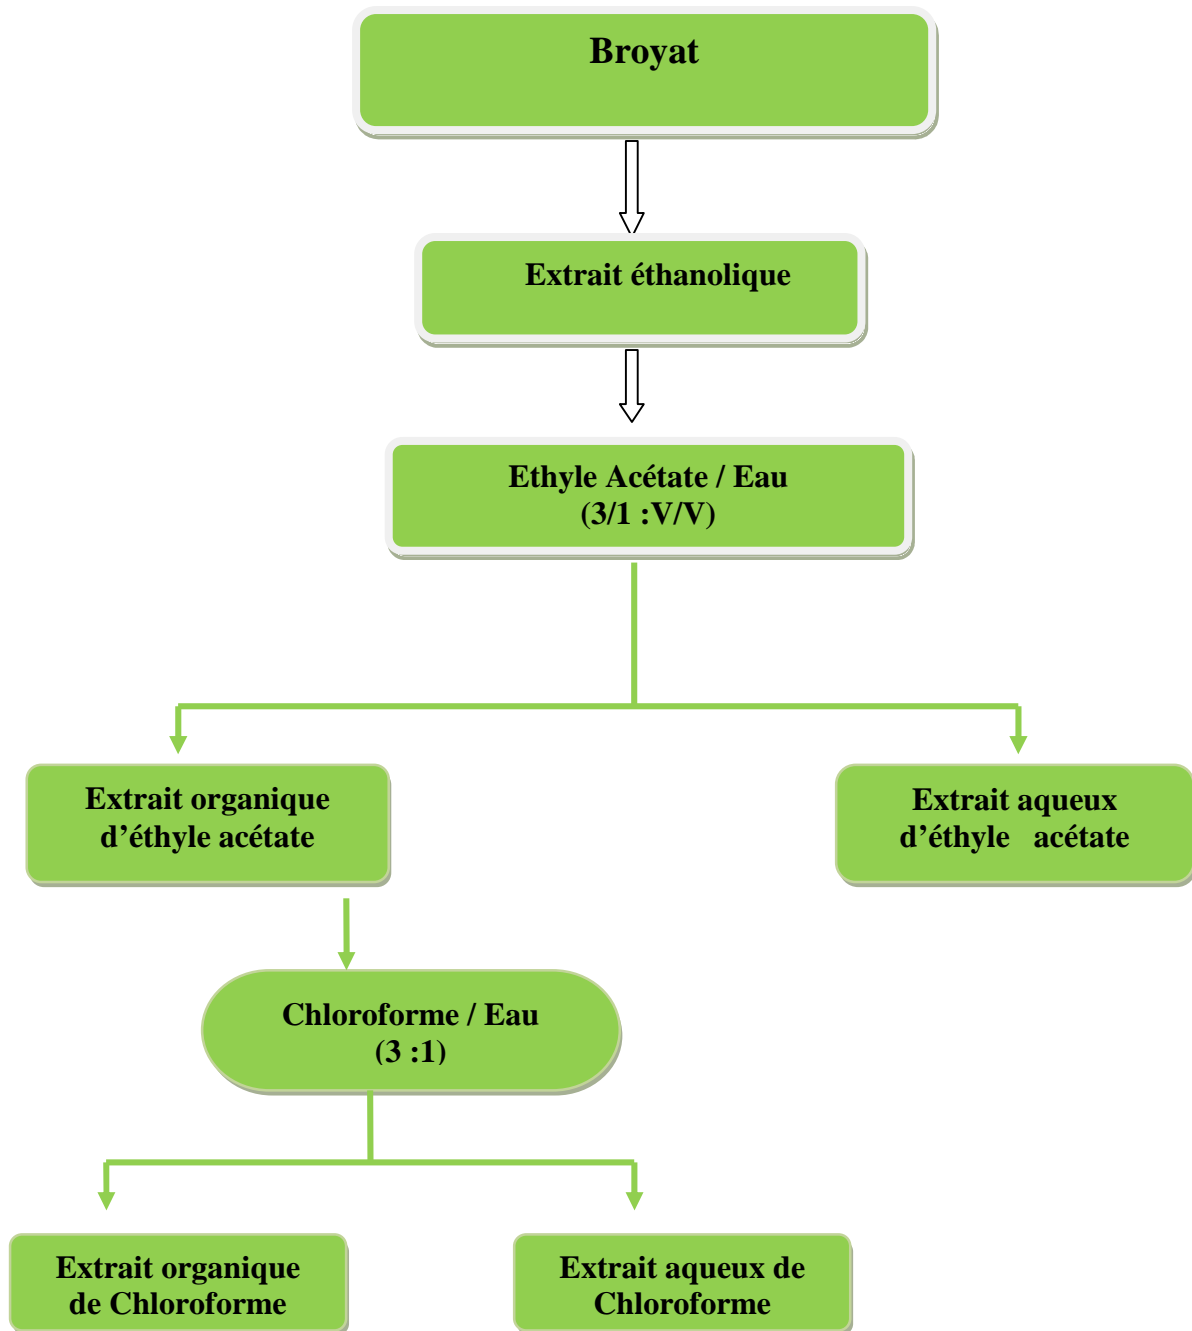 Broyat
Extrait éthanolique
Ethyle Acétate / Eau
(3/1 :V/V)
Extrait organique
d’éthyle acétate
Extrait aqueux
d’éthyle acétate
Chloroforme / Eau
(3 :1)
Extrait organique
de Chloroforme
Extrait aqueux de
Chloroforme